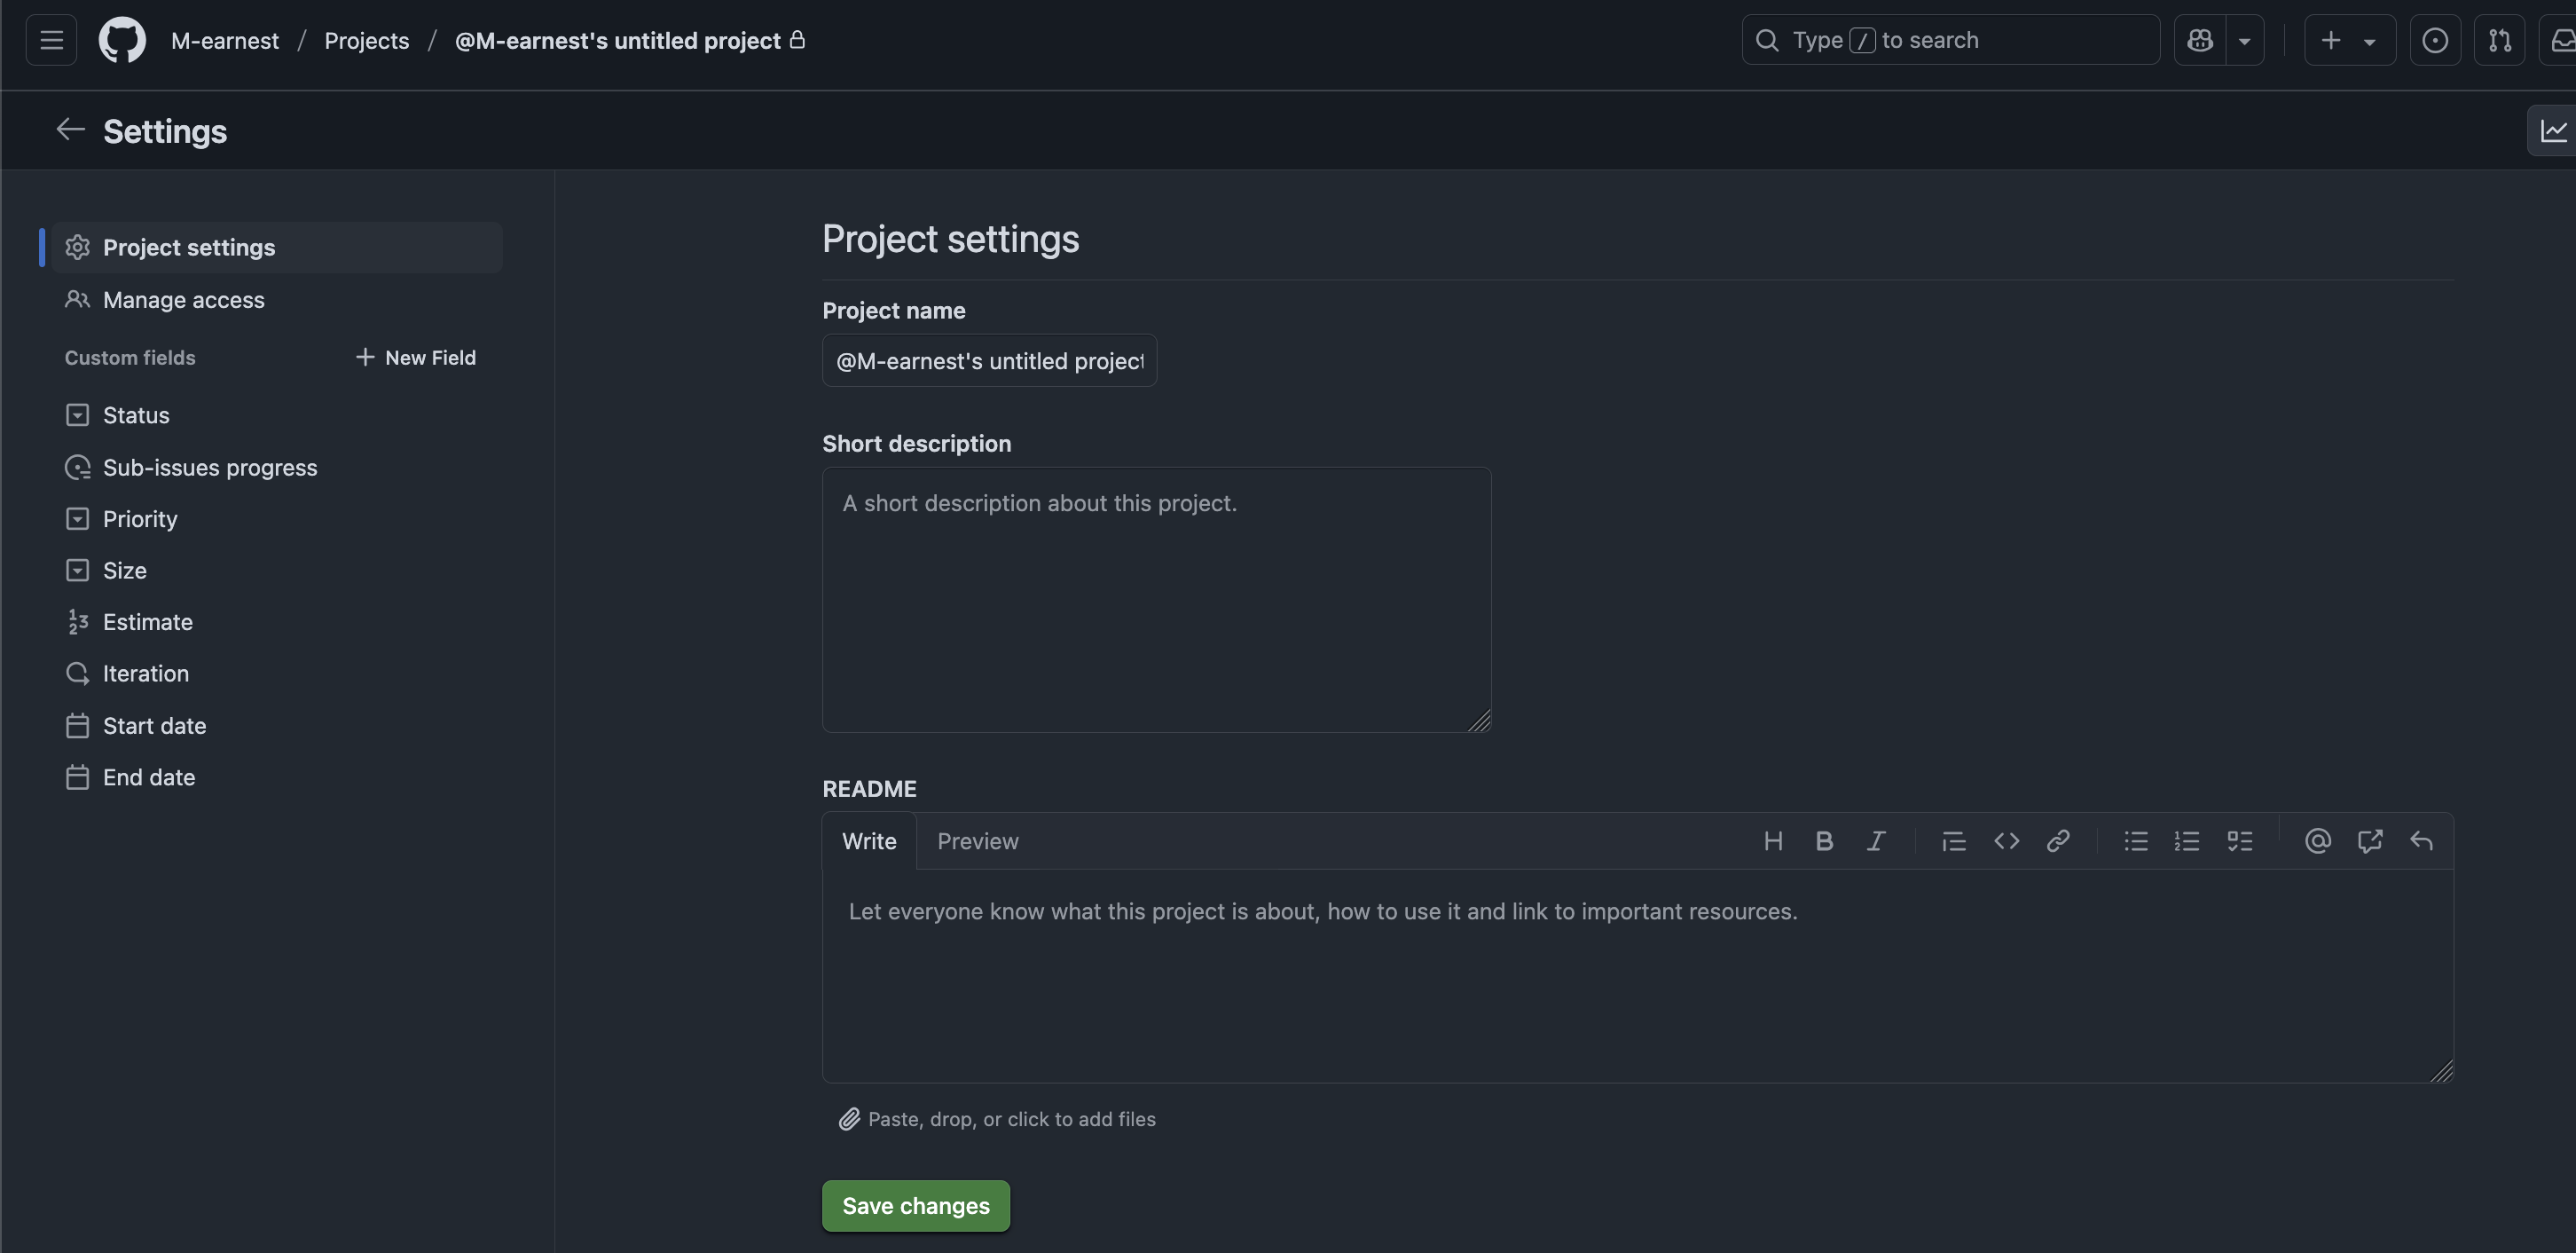 M-earnest / Projects / @M-earnest's untitled project
Type / to search
Settings
Project settings
Manage access
Custom fields
New Field
Status
Sub-issues progress
Priority
Size
Estimate
Iteration
Start date
End date
Project settings
Project name
@M-earnest's untitled project
Short description
A short description about this project.
README
Write
Preview
Let everyone know what this project is about, how to use it and link to important resources.
Paste, drop, or click to add files
Save changes